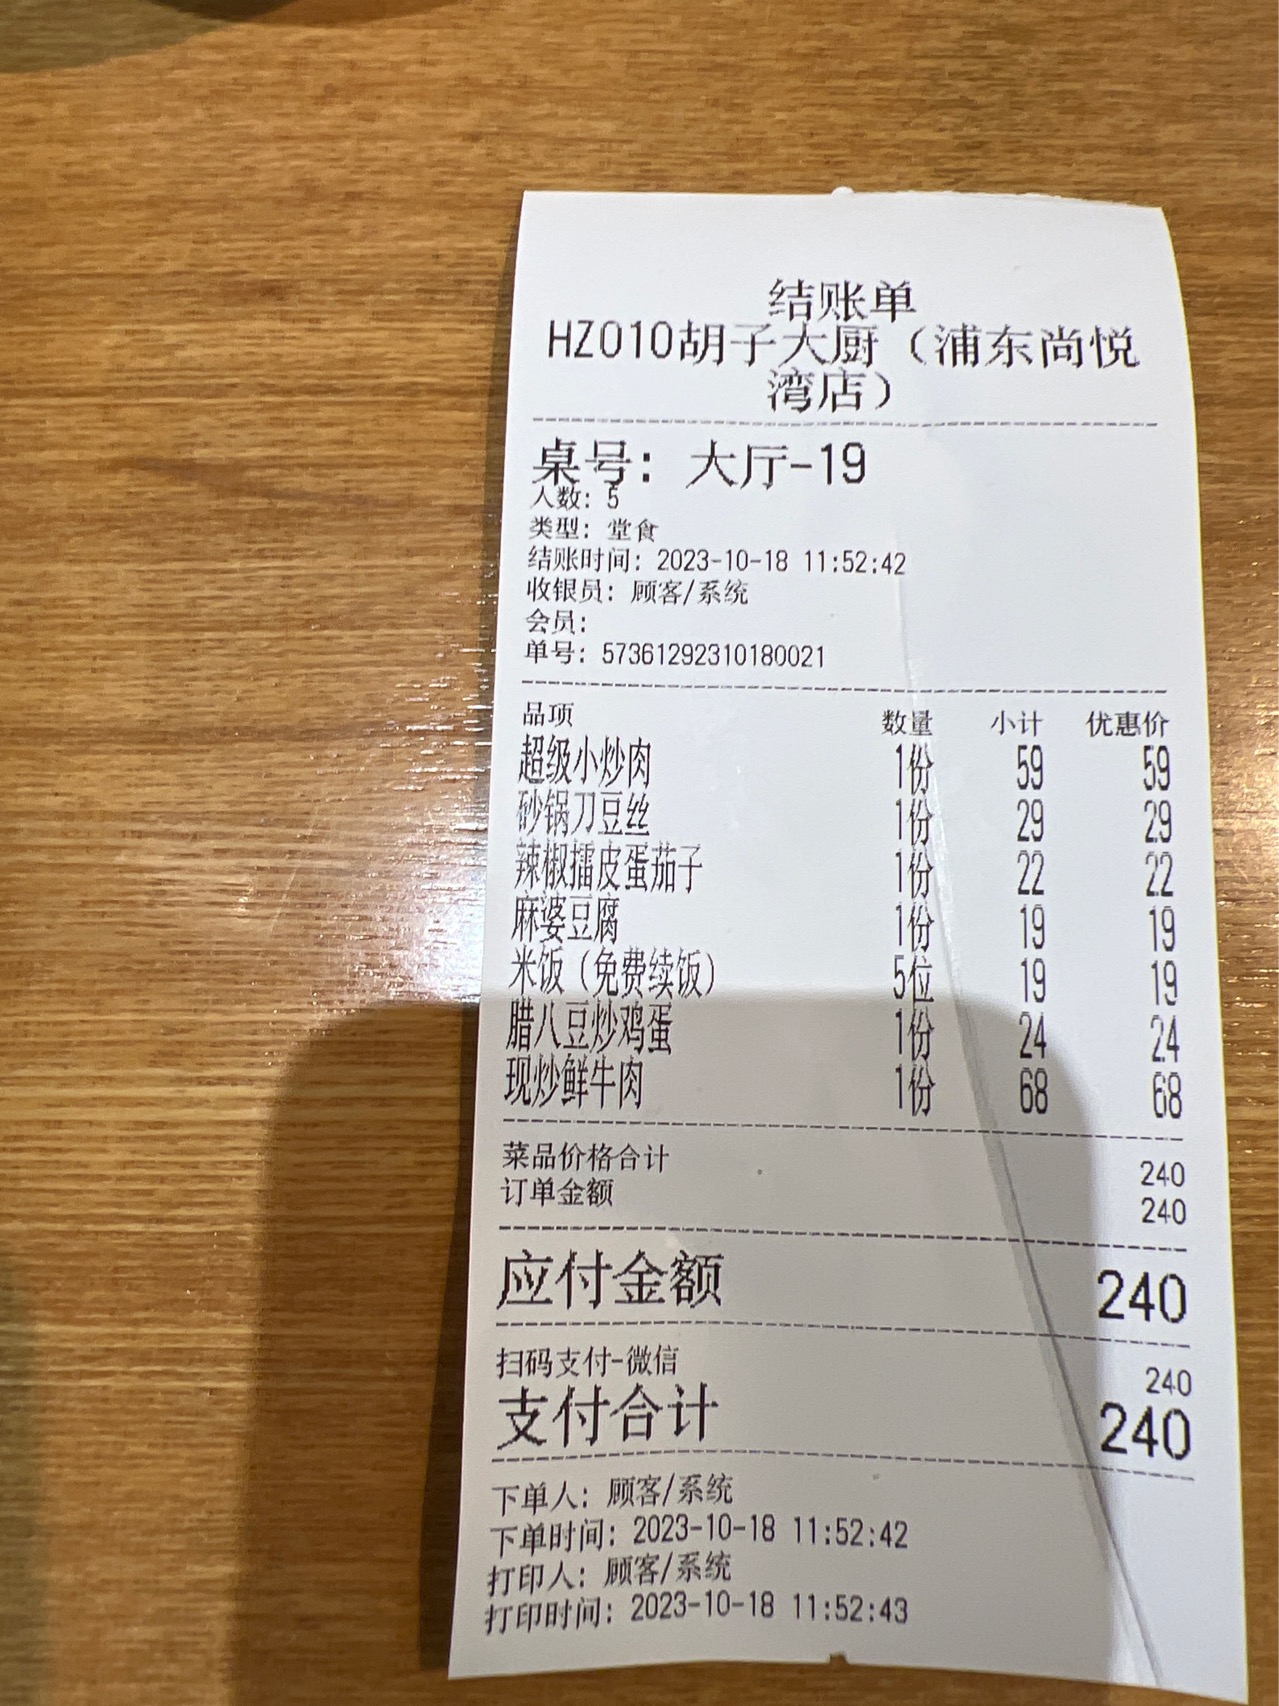 结账单
HZ010胡子大厨（浦东尚悦
湾店）
桌号：大厅-19
人数：5
类型：堂食
结账时间：2023-10-18 11:52:42
收银员：顾客/系统
会员：
单号：57361292310180021
品项 数量 小计 优惠价
超级小炒肉 1份 59 59
砂锅刀豆丝 1份 29 29
辣椒擂皮蛋茄子 1份 22 22
麻婆豆腐 1份 19 19
米饭（免费续饭） 5位 19 19
腊八豆炒鸡蛋 1份 24 24
现炒鲜牛肉 1份 68 68
菜品价格合计 240
订单金额 240
应付金额 240
扫码支付-微信 240
支付合计 240
下单人：顾客/系统
下单时间：2023-10-18 11:52:42
打印人：顾客/系统
打印时间：2023-10-18 11:52:43